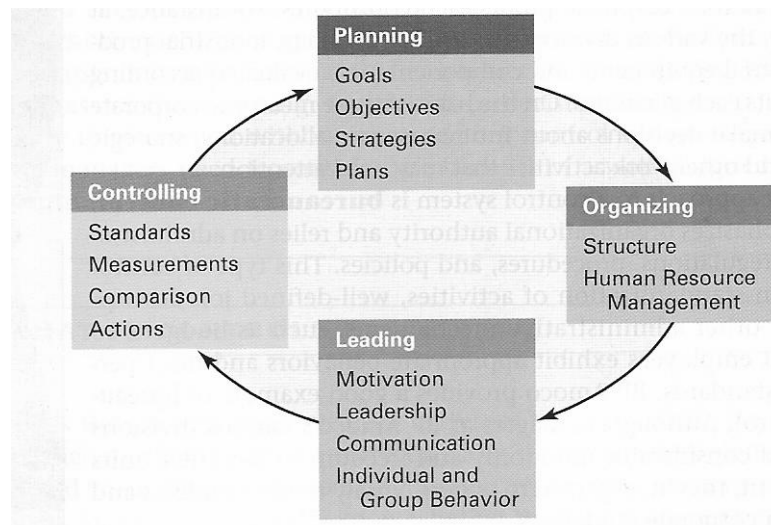 Planning
Goals
Objectives
Strategies
Plans
Controlling
Standards
Measurements
Comparison
Actions
Organizing
Structure
Human Resource
Management
Leading
Motivation
Leadership
Communication
Individual and
Group Behavior